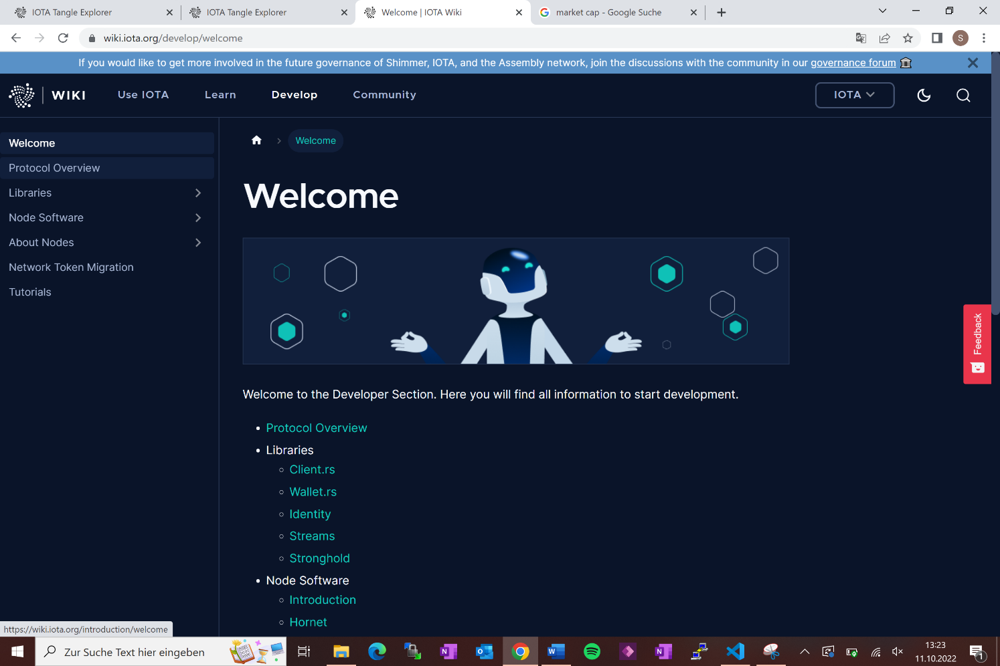 IOTA Tangle Explorer
IOTA Tangle Explorer
Welcome | IOTA Wiki
market cap - Google Suche
wiki.iota.org/develop/welcome
S
If you would like to get more involved in the future governance of Shimmer, IOTA, and the Assembly network, join the discussions with the community in our governance forum
WIKI
Use IOTA
Learn
Develop
Community
IOTA
Welcome
Protocol Overview
Libraries
Node Software
About Nodes
Network Token Migration
Tutorials
Welcome
Welcome
Welcome to the Developer Section. Here you will find all information to start development.
Protocol Overview
Libraries
Client.rs
Wallet.rs
Identity
Streams
Stronghold
Node Software
Introduction
Hornet
Feedback
https://wiki.iota.org/introduction/welcome
Zur Suche Text hier eingeben
13:23
11.10.2022
1